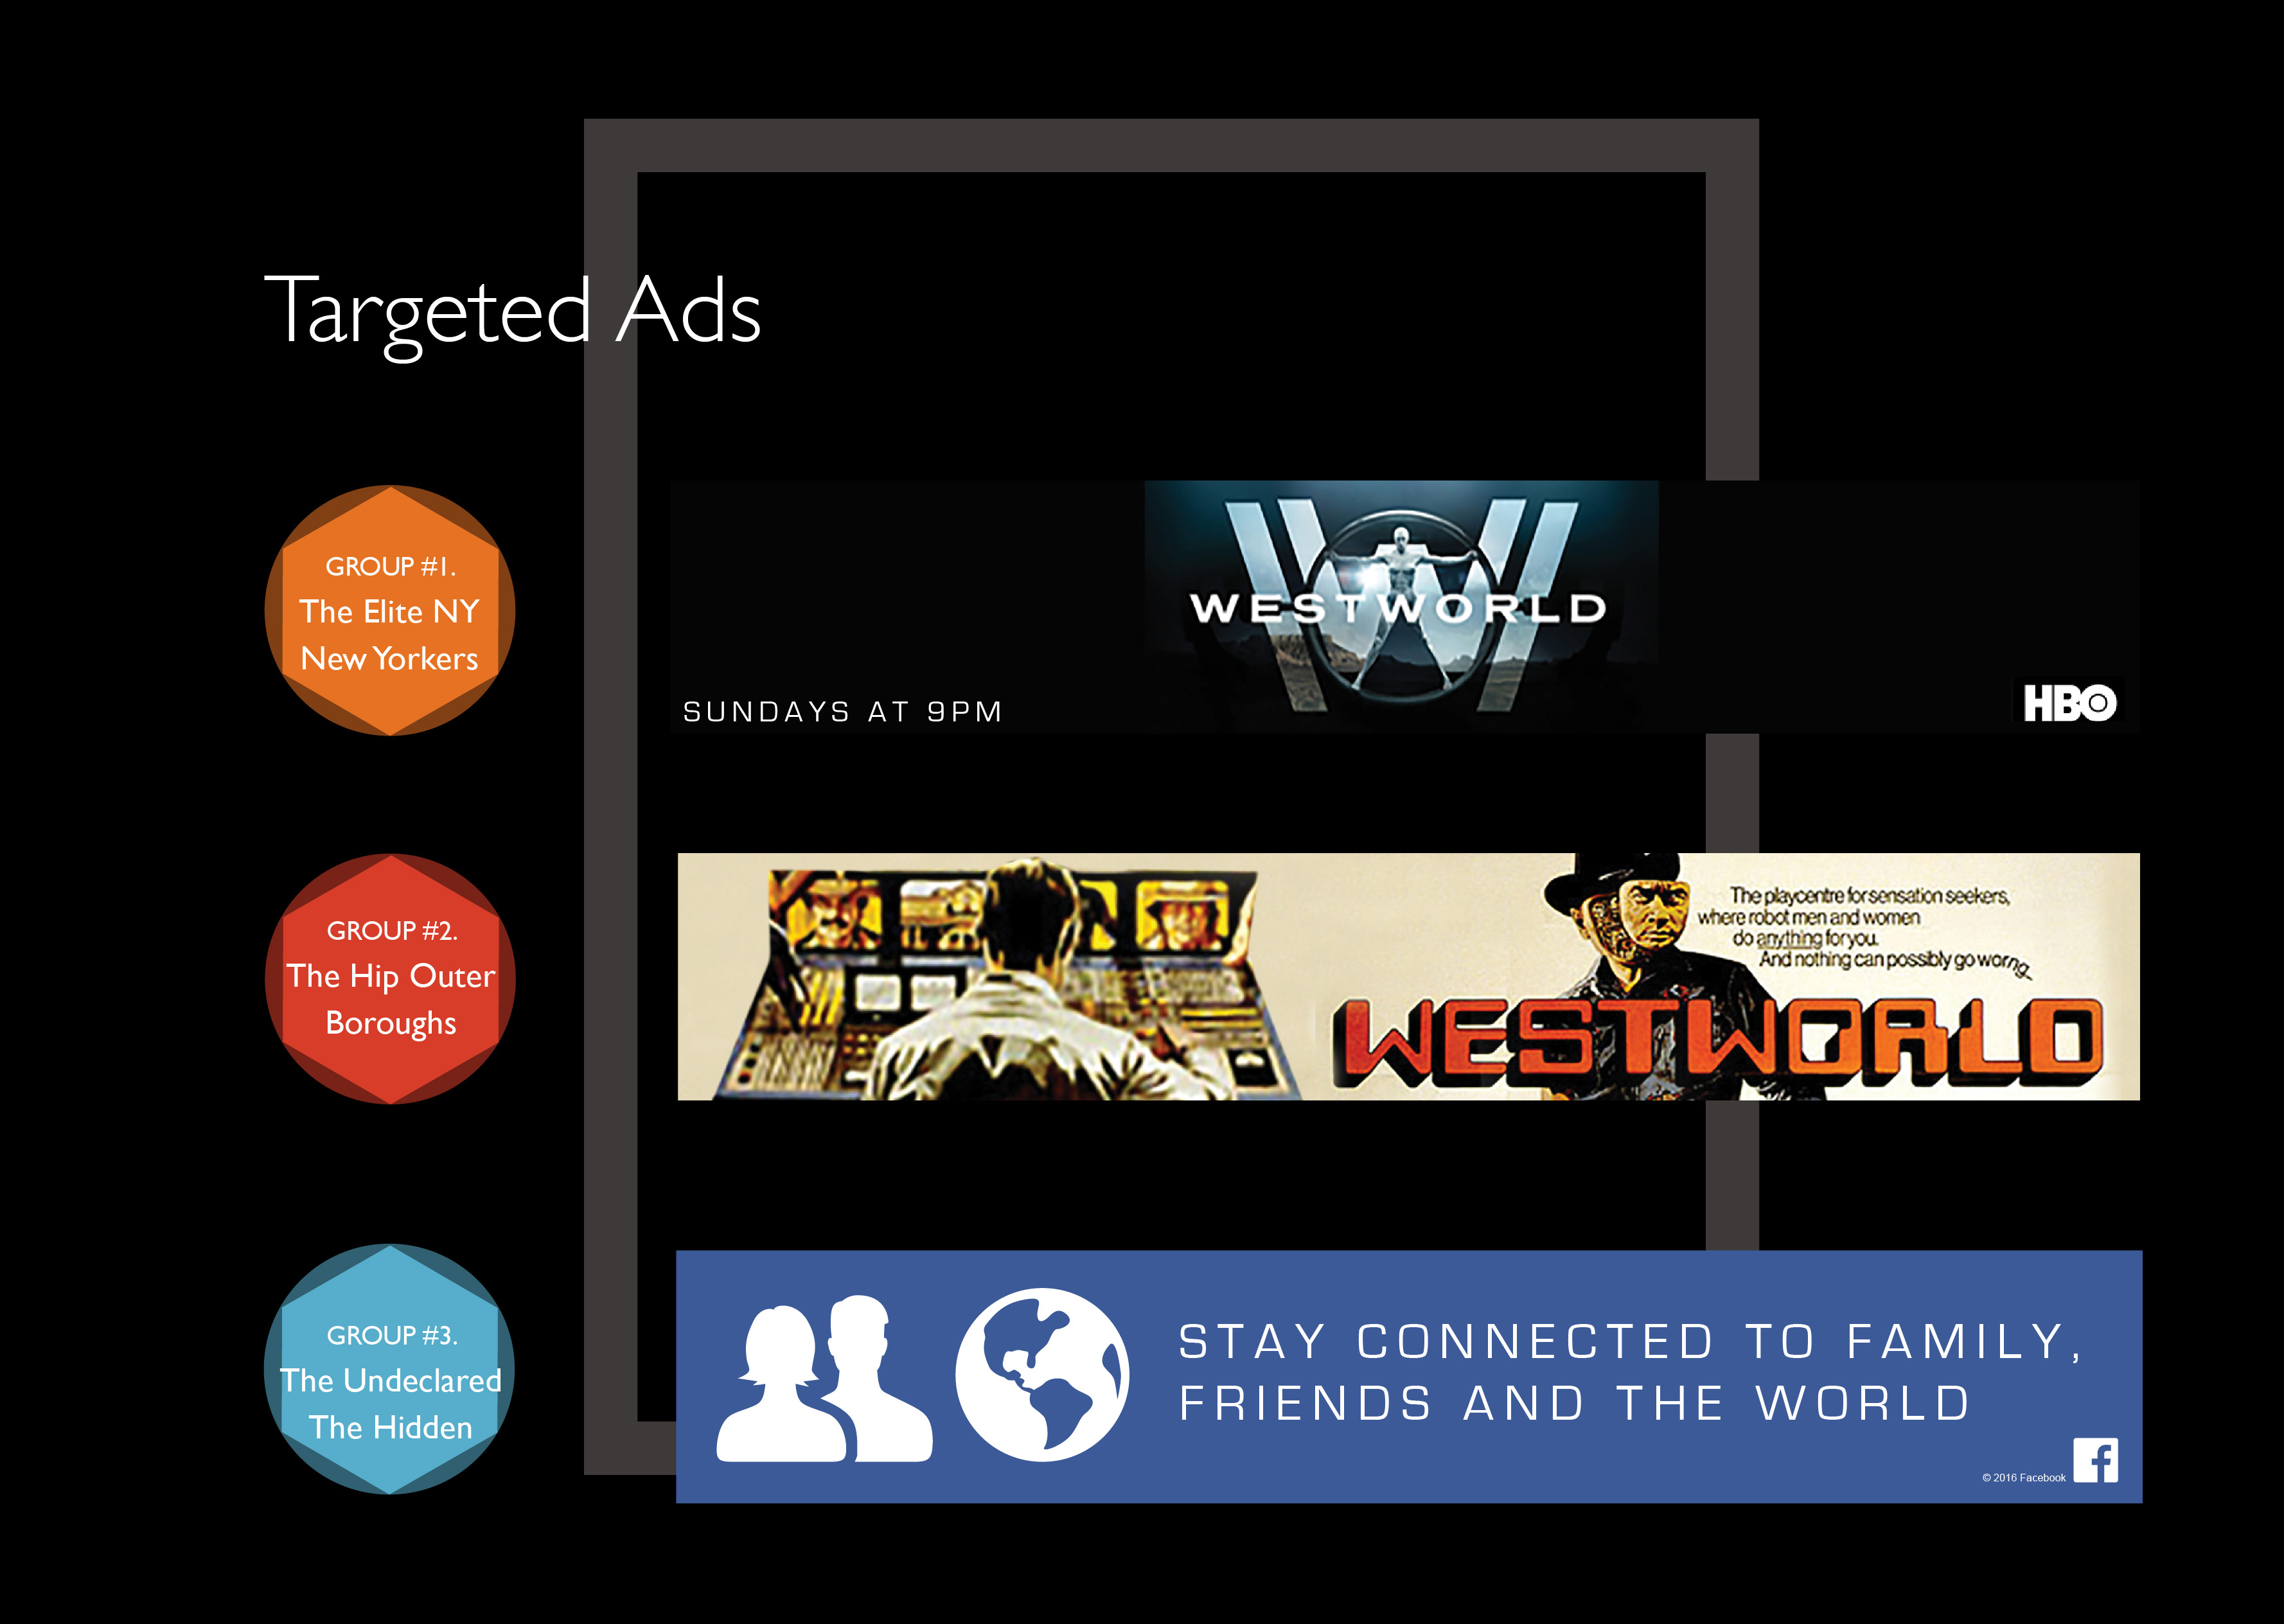 Targeted Ads
GROUP #1.
The Elite NY
New Yorkers
WESTWORLD
SUNDAYS AT 9PM
HBO
GROUP #2.
The Hip Outer
Boroughs
The playcentre for sensation seekers,
where robot men and women
do anything for you.
And nothing can possibly go worng
WESTWORLD
GROUP #3.
The Undeclared
The Hidden
STAY CONNECTED TO FAMILY,
FRIENDS AND THE WORLD
© 2016 Facebook
f